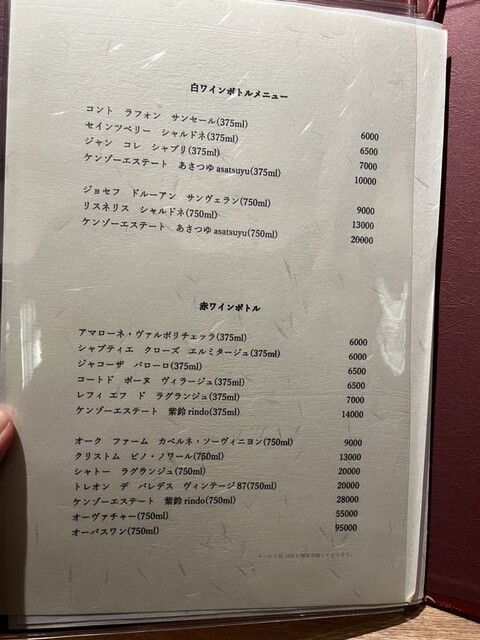 白ワインボトルメニュー
コント ラフォン サンセール(375ml) 6000
セインツベリー シャルドネ(375ml) 6500
ジャン コレ シャブリ(375ml) 7000
ケンゾーエステート あさつゆ asatsuyu(375ml) 10000
ジョセフ ドルーアン サンヴェラン(750ml) 9000
リスネリス シャルドネ(750ml) 13000
ケンゾーエステート あさつゆ asatsuyu(750ml) 20000
赤ワインボトル
アマローネ・ヴァルポリチェッラ(375ml) 6000
シャプティエ クローズ エルミタージュ(375ml) 6000
ジャコーザ バローロ(375ml) 6500
コートド ボーヌ ヴィラージュ(375ml) 6500
レフィ エフ ド ラグランジュ(375ml) 7000
ケンゾーエステート 紫鈴 rindo(375ml) 14000
オーク ファーム カベルネ・ソーヴィニヨン(750ml) 9000
クリストム ピノ・ノワール(750ml) 13000
シャトー ラグランジュ(750ml) 20000
トレオン デ パレデス ヴィンテージ87(750ml) 20000
ケンゾーエステート 紫鈴 rindo(750ml) 28000
オーヴァチャー(750ml) 55000
オーパスワン(750ml) 95000